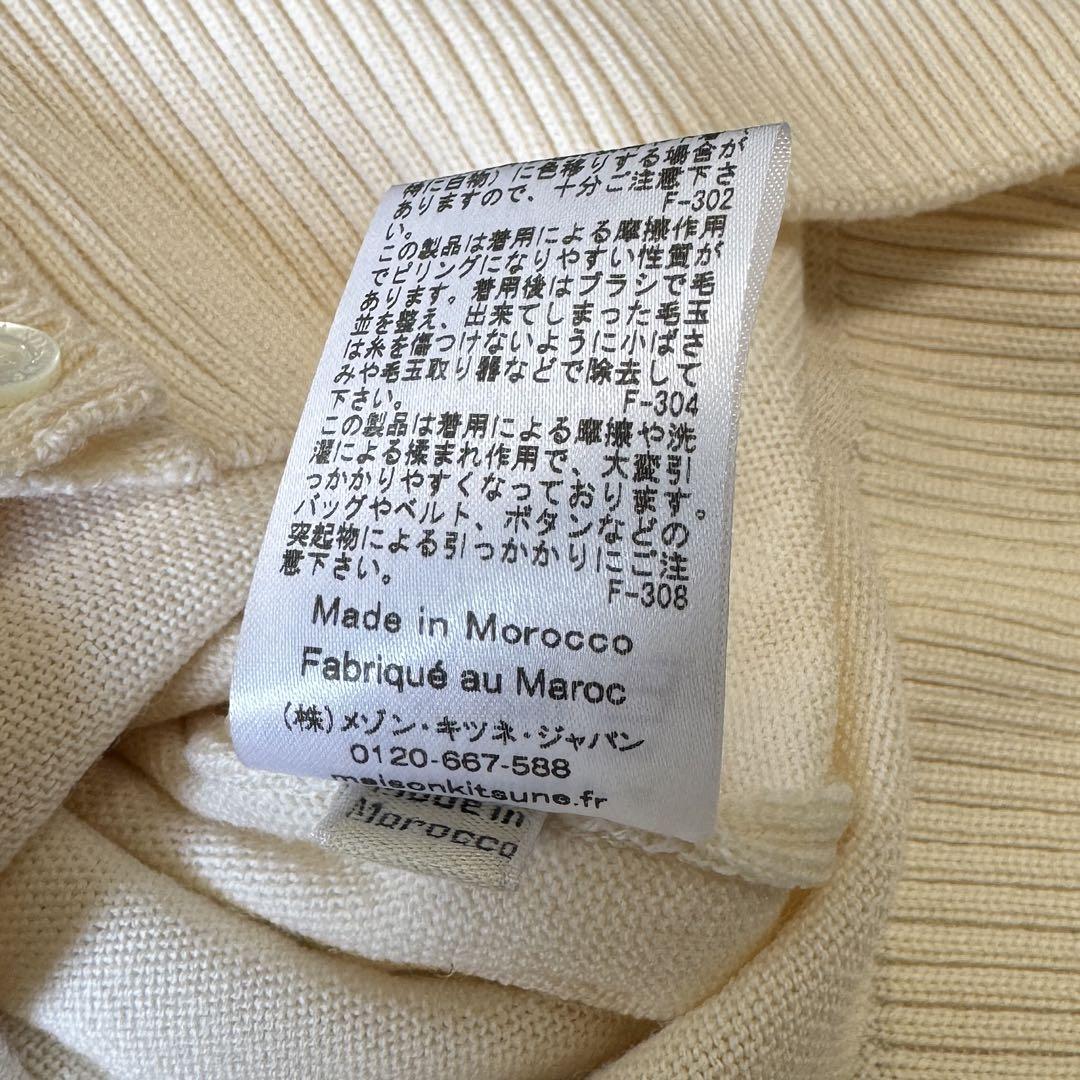 特に白物)に色移りする場合が
ありますので、十分ご注意下さ
い。 F-302
この製品は着用による摩擦作用
でピリングになりやすい性質が
あります。着用後はブラシで毛
並を整え、出来てしまった毛玉
は糸を傷つけないように小ばさ
みや毛玉取り器などで除去して
下さい。 F-304
この製品は着用による摩擦や洗
濯による揉まれ作用で、大変引
っかかりやすくなっております。
バッグやベルト、ボタンなどの
突起物による引っかかりにご注
意下さい。 F-308
Made in Morocco
Fabriqué au Maroc
(株)メゾン・キツネ・ジャパン
0120-667-588
maisonkitsune.fr
Made in
Morocco